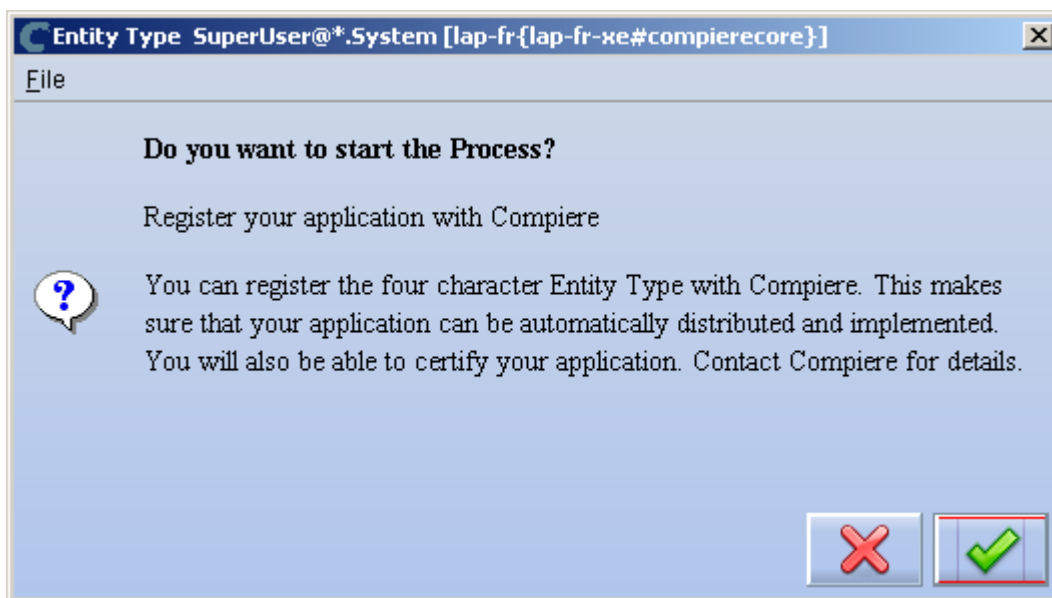 Entity Type SuperUser@*.System [lap-fr{lap-fr-xe#compierecore}]
File
Do you want to start the Process?
Register your application with Compiere
You can register the four character Entity Type with Compiere. This makes
sure that your application can be automatically distributed and implemented.
You will also be able to certify your application. Contact Compiere for details.